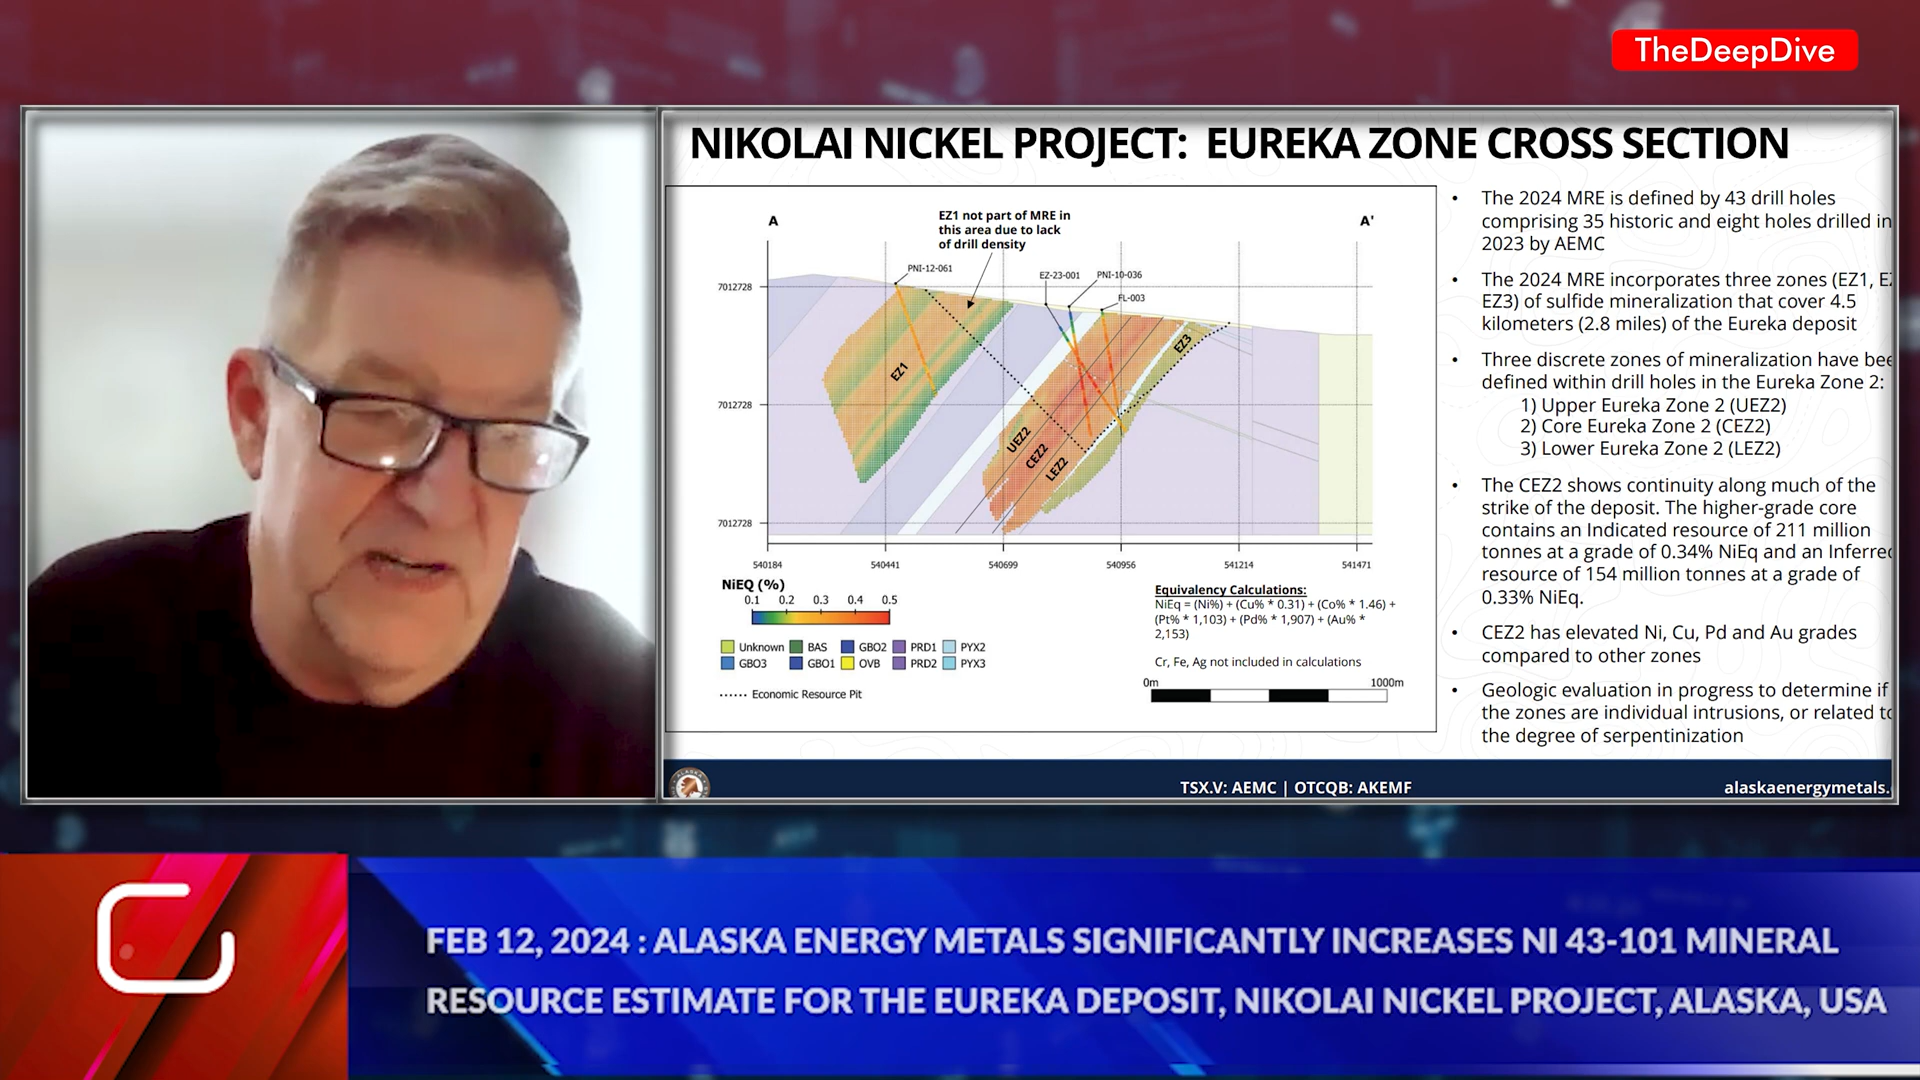 TheDeepDive
NIKOLAI NICKEL PROJECT: EUREKA ZONE CROSS SECTION
A
A'
EZ1 not part of MRE in
this area due to lack
of drill density
PNI-12-061
EZ-23-001
PNI-10-036
FL-003
7012728
7012728
7012728
EZ1
EZ3
UEZ2
CEZ2
LEZ2
540184
540441
540699
540956
541214
541471
NiEQ (%)
0.1 0.2 0.3 0.4 0.5
Unknown BAS GBO2 PRD1 PYX2
GBO3 GBO1 OVB PRD2 PYX3
Economic Resource Pit
Equivalency Calculations:
NiEq = (Ni%) + (Cu% * 0.31) + (Co% * 1.46) +
(Pt% * 1,103) + (Pd% * 1,907) + (Au% *
2,153)
Cr, Fe, Ag not included in calculations
0m 1000m
• The 2024 MRE is defined by 43 drill holes
comprising 35 historic and eight holes drilled in
2023 by AEMC
• The 2024 MRE incorporates three zones (EZ1,
EZ3) of sulfide mineralization that cover 4.5
kilometers (2.8 miles) of the Eureka deposit
• Three discrete zones of mineralization have bee
defined within drill holes in the Eureka Zone 2:
1) Upper Eureka Zone 2 (UEZ2)
2) Core Eureka Zone 2 (CEZ2)
3) Lower Eureka Zone 2 (LEZ2)
• The CEZ2 shows continuity along much of the
strike of the deposit. The higher-grade core
contains an Indicated resource of 211 million
tonnes at a grade of 0.34% NiEq and an Inferre
resource of 154 million tonnes at a grade of
0.33% NiEq.
• CEZ2 has elevated Ni, Cu, Pd and Au grades
compared to other zones
• Geologic evaluation in progress to determine if
the zones are individual intrusions, or related to
the degree of serpentinization
TSX.V: AEMC | OTCQB: AKEMF
alaskaenergymetals.
FEB 12, 2024 : ALASKA ENERGY METALS SIGNIFICANTLY INCREASES NI 43-101 MINERAL
RESOURCE ESTIMATE FOR THE EUREKA DEPOSIT, NIKOLAI NICKEL PROJECT, ALASKA, USA